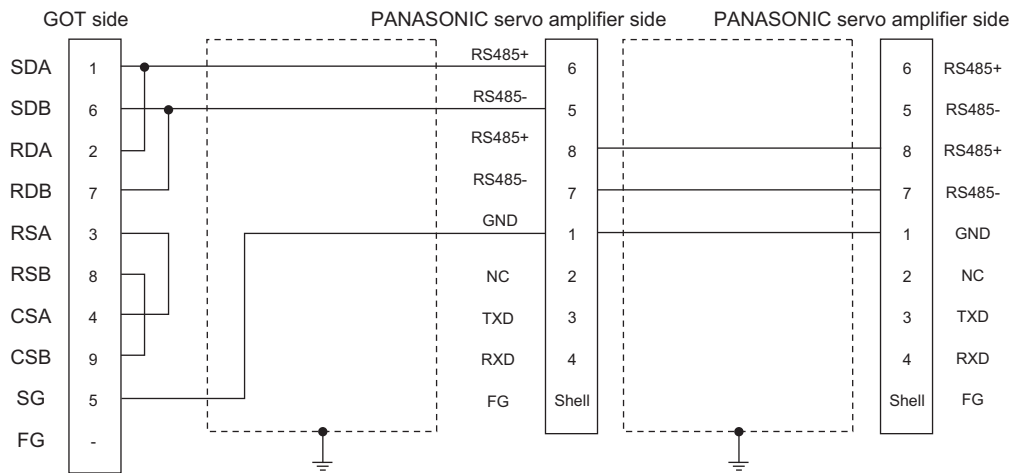 GOT side PANASONIC servo amplifier side PANASONIC servo amplifier side
SDA 1 RS485+ 6 6 RS485+
SDB 6 RS485- 5 5 RS485-
RDA 2 RS485+ 8 8 RS485+
RDB 7 RS485- 7 7 RS485-
RSA 3 GND 1 1 GND
RSB 8 NC 2 2 NC
CSA 4 TXD 3 3 TXD
CSB 9 RXD 4 4 RXD
SG 5 FG Shell Shell FG
FG -